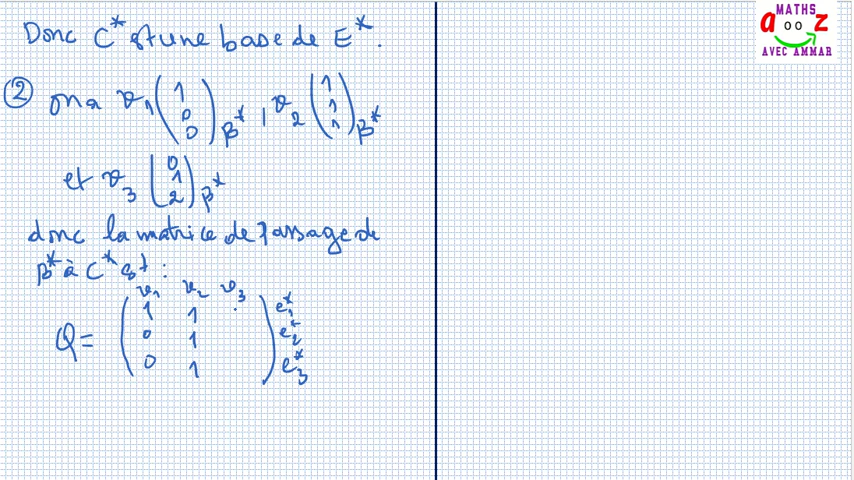 Donc C* est une base de E*.
② on a v₁ (1 0 0)β* , v₂ (1 1 1)β*
et v₃ (0 1 2)β*
donc la matrice de Passage de
β* à C* est :
v₁ v₂ v₃
1 1 e₁*
Q = 0 1 e₂*
0 1 e₃*
MATHS
a oo z
AVEC AMMAR